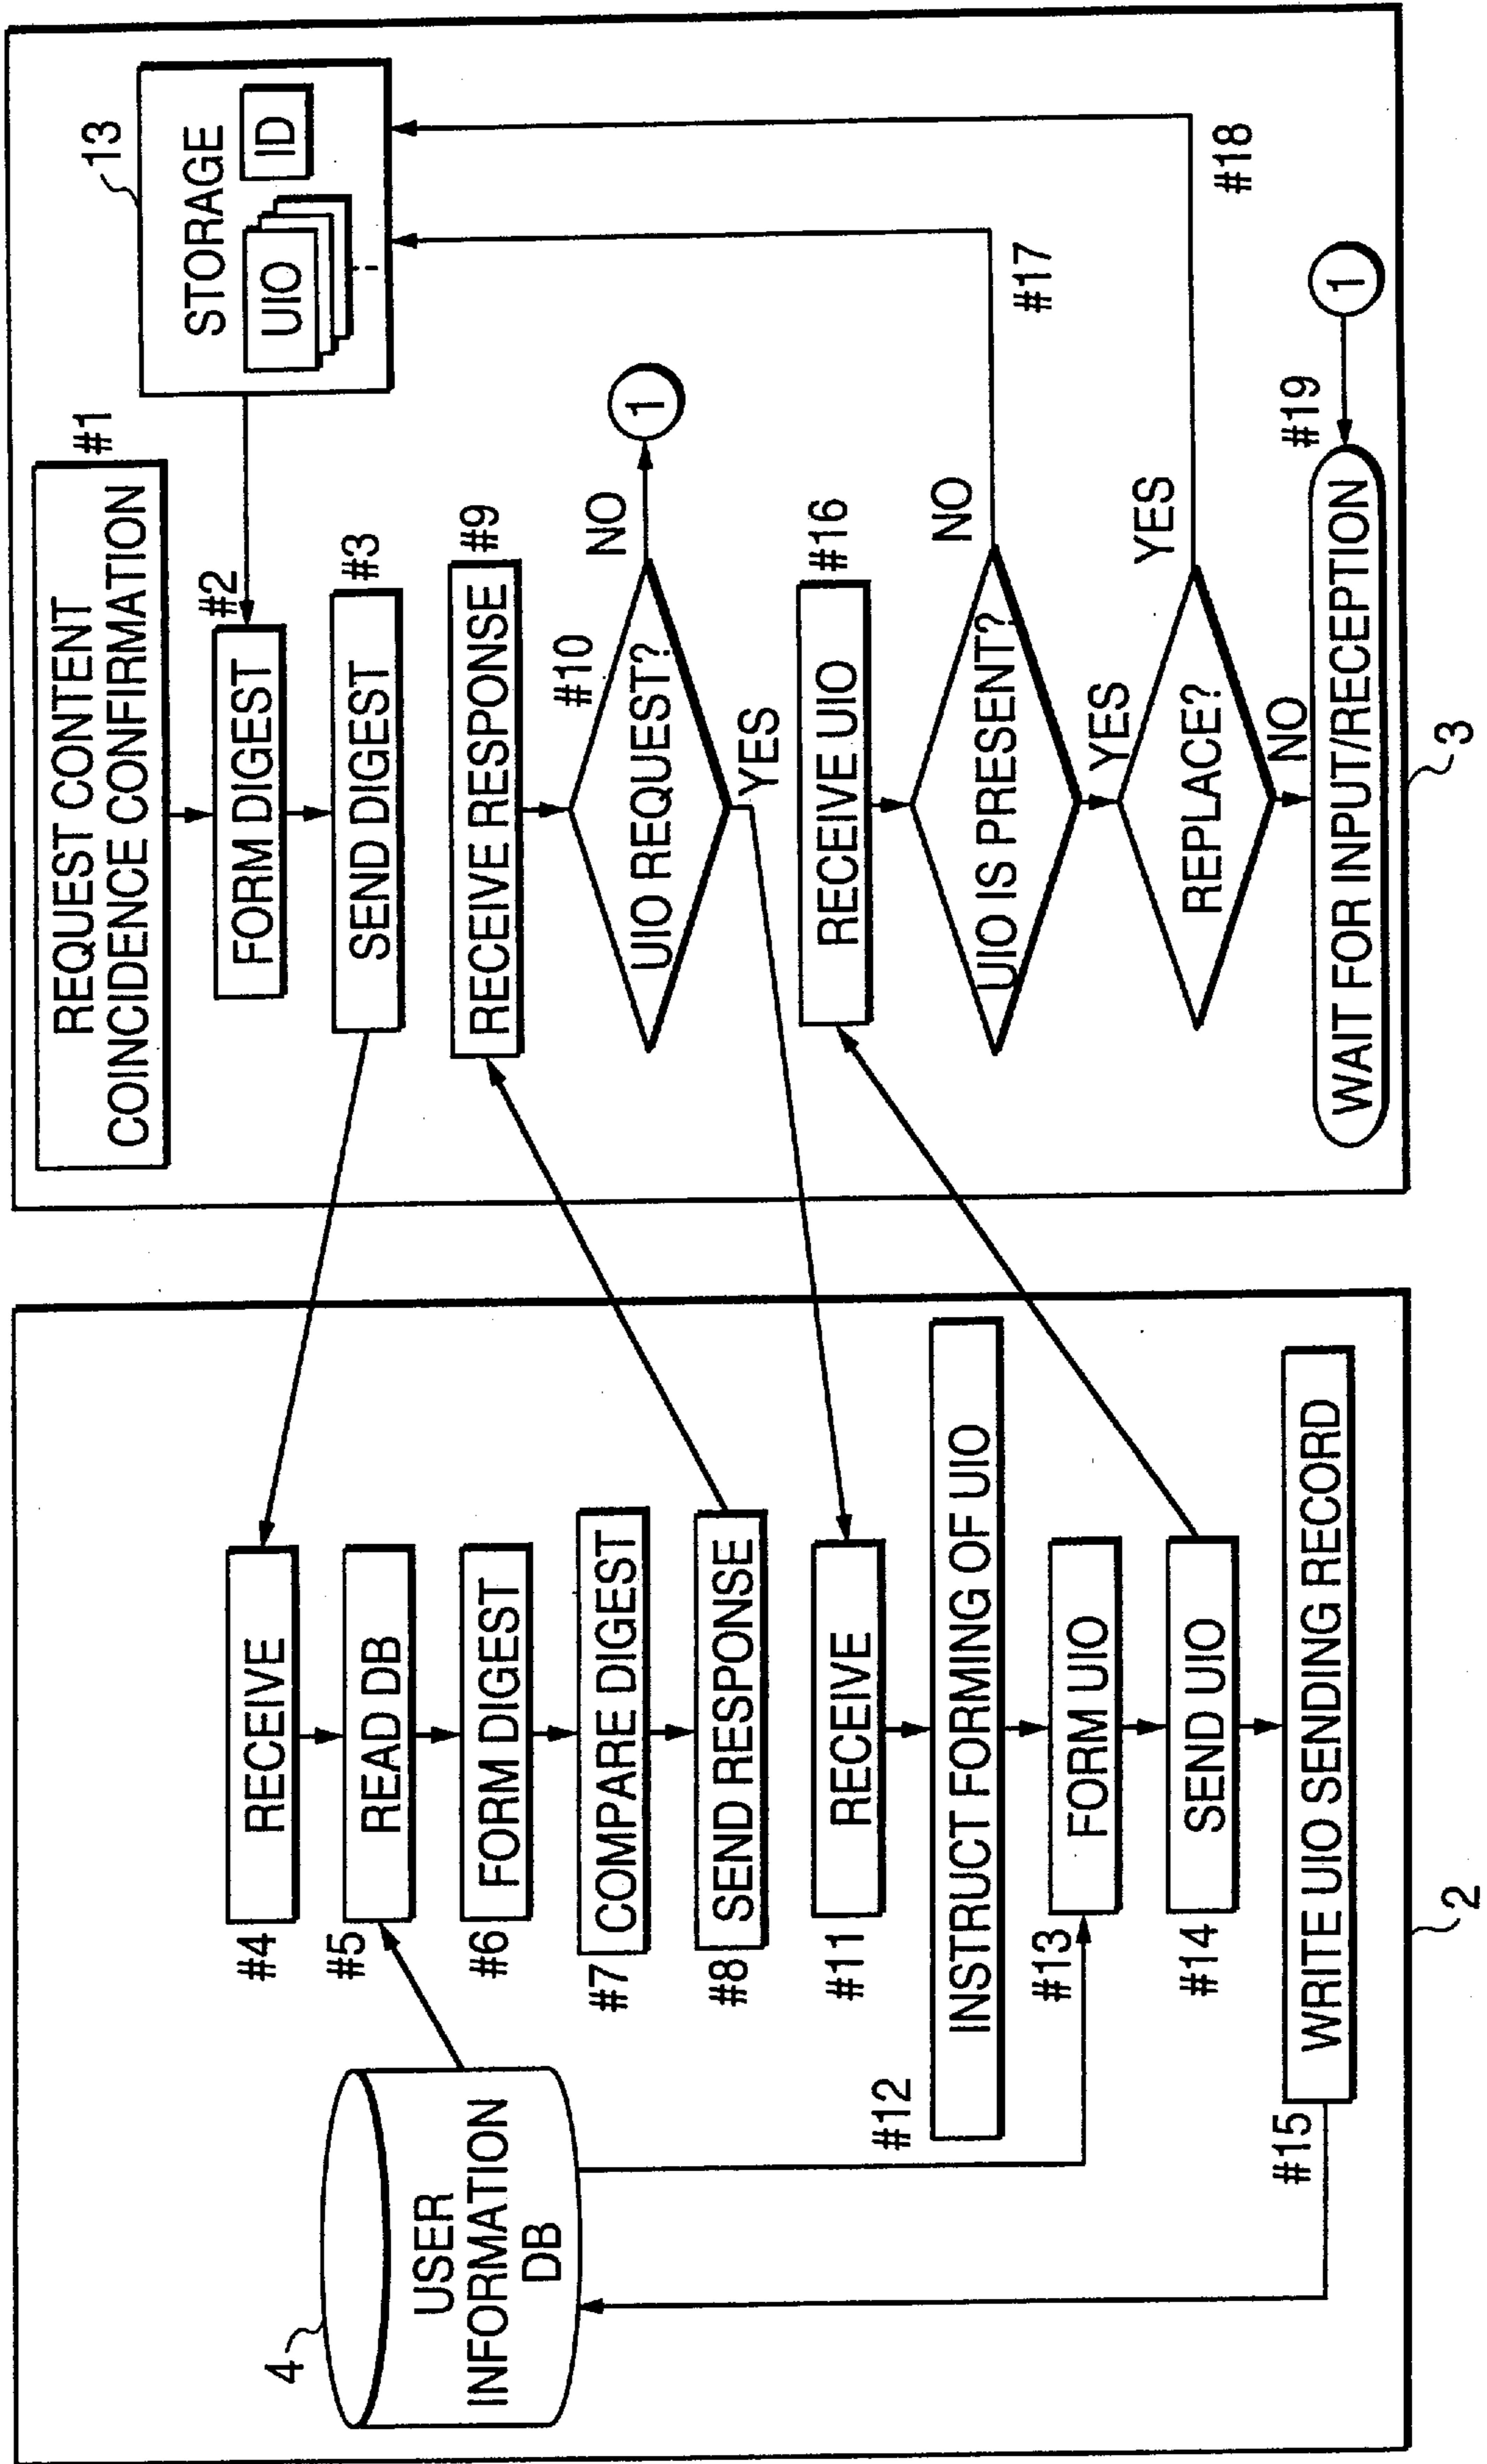 4
USER
INFORMATION
DB
#4
RECEIVE
#5
READ DB
#6
FORM DIGEST
#7
COMPARE DIGEST
#8
SEND RESPONSE
#11
RECEIVE
#12
INSTRUCT FORMING OF UIO
#13
FORM UIO
#14
SEND UIO
#15
WRITE UIO SENDING RECORD
2
REQUEST CONTENT
COINCIDENCE CONFIRMATION
#1
13
STORAGE
UIO
ID
#2
FORM DIGEST
SEND DIGEST
#3
RECEIVE RESPONSE
#9
#10
UIO REQUEST?
NO
1
YES
RECEIVE UIO
#16
UIO IS PRESENT?
NO
#17
YES
REPLACE?
YES
#18
NO
WAIT FOR INPUT/RECEPTION
#19
1
3